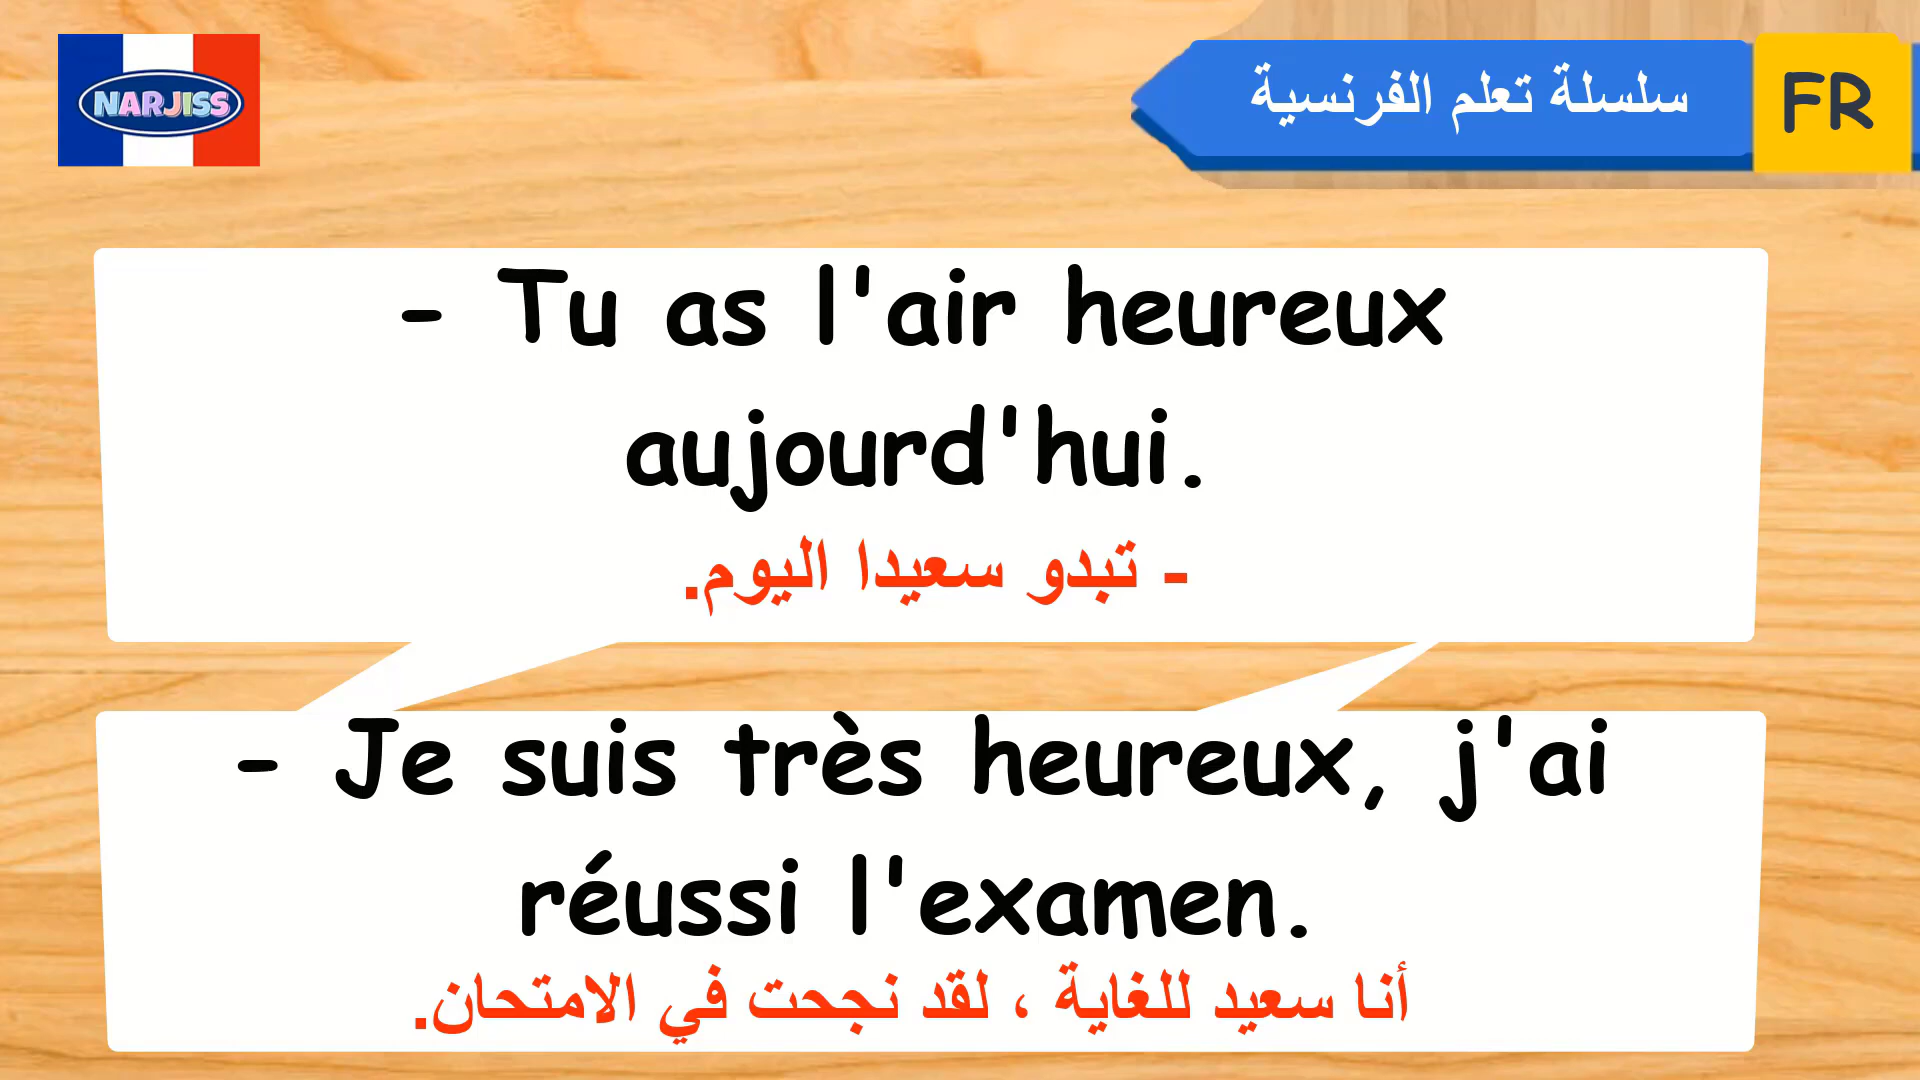 NARJISS
سلسلة تعلم الفرنسية
FR
- Tu as l'air heureux
aujourd'hui.
- تبدو سعيدا اليوم.
- Je suis très heureux, j'ai
réussi l'examen.
أنا سعيد للغاية ، لقد نجحت في الامتحان.